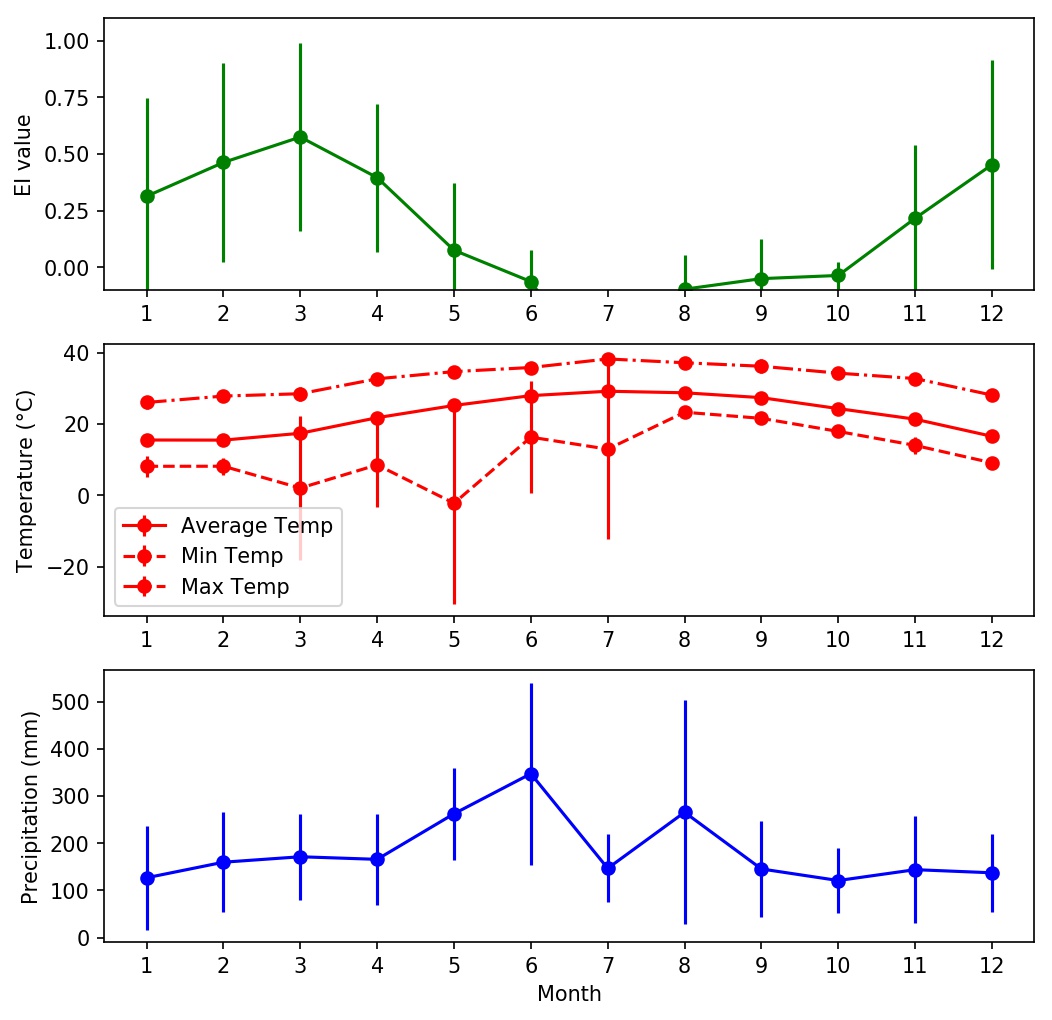 1.00
0.75
0.50
0.25
0.00
EI value
1 2 3 4 5 6 7 8 9 10 11 12
40
20
0
−20
Temperature (°C)
Average Temp
Min Temp
Max Temp
1 2 3 4 5 6 7 8 9 10 11 12
500
400
300
200
100
0
Precipitation (mm)
1 2 3 4 5 6 7 8 9 10 11 12
Month